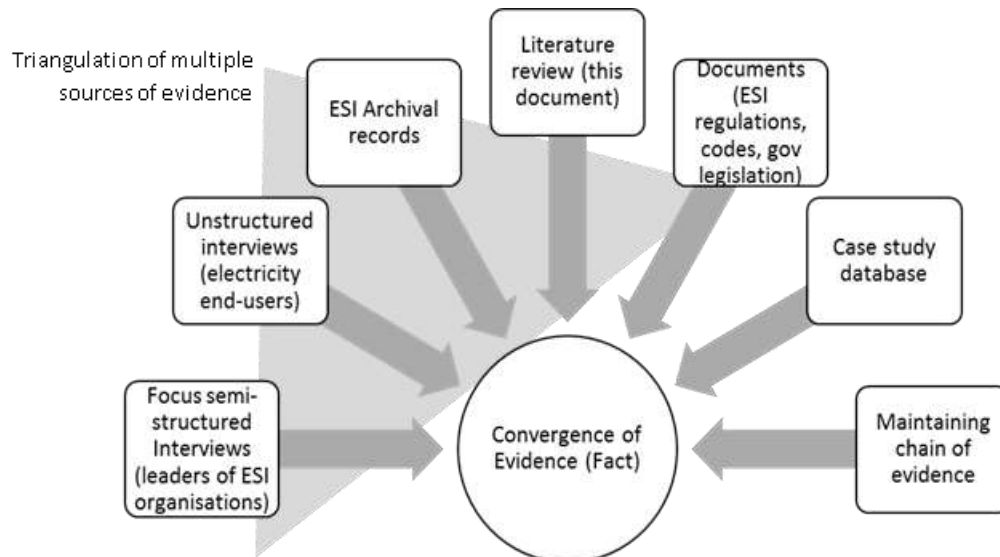 Triangulation of multiple
sources of evidence
Literature
review (this
document)
Documents
(ESI
regulations,
codes, gov
legislation)
ESI Archival
records
Unstructured
interviews
(electricity
end-users)
Case study
database
Focus semi-
structured
Interviews
(leaders of ESI
organisations)
Convergence of
Evidence (Fact)
Maintaining
chain of
evidence